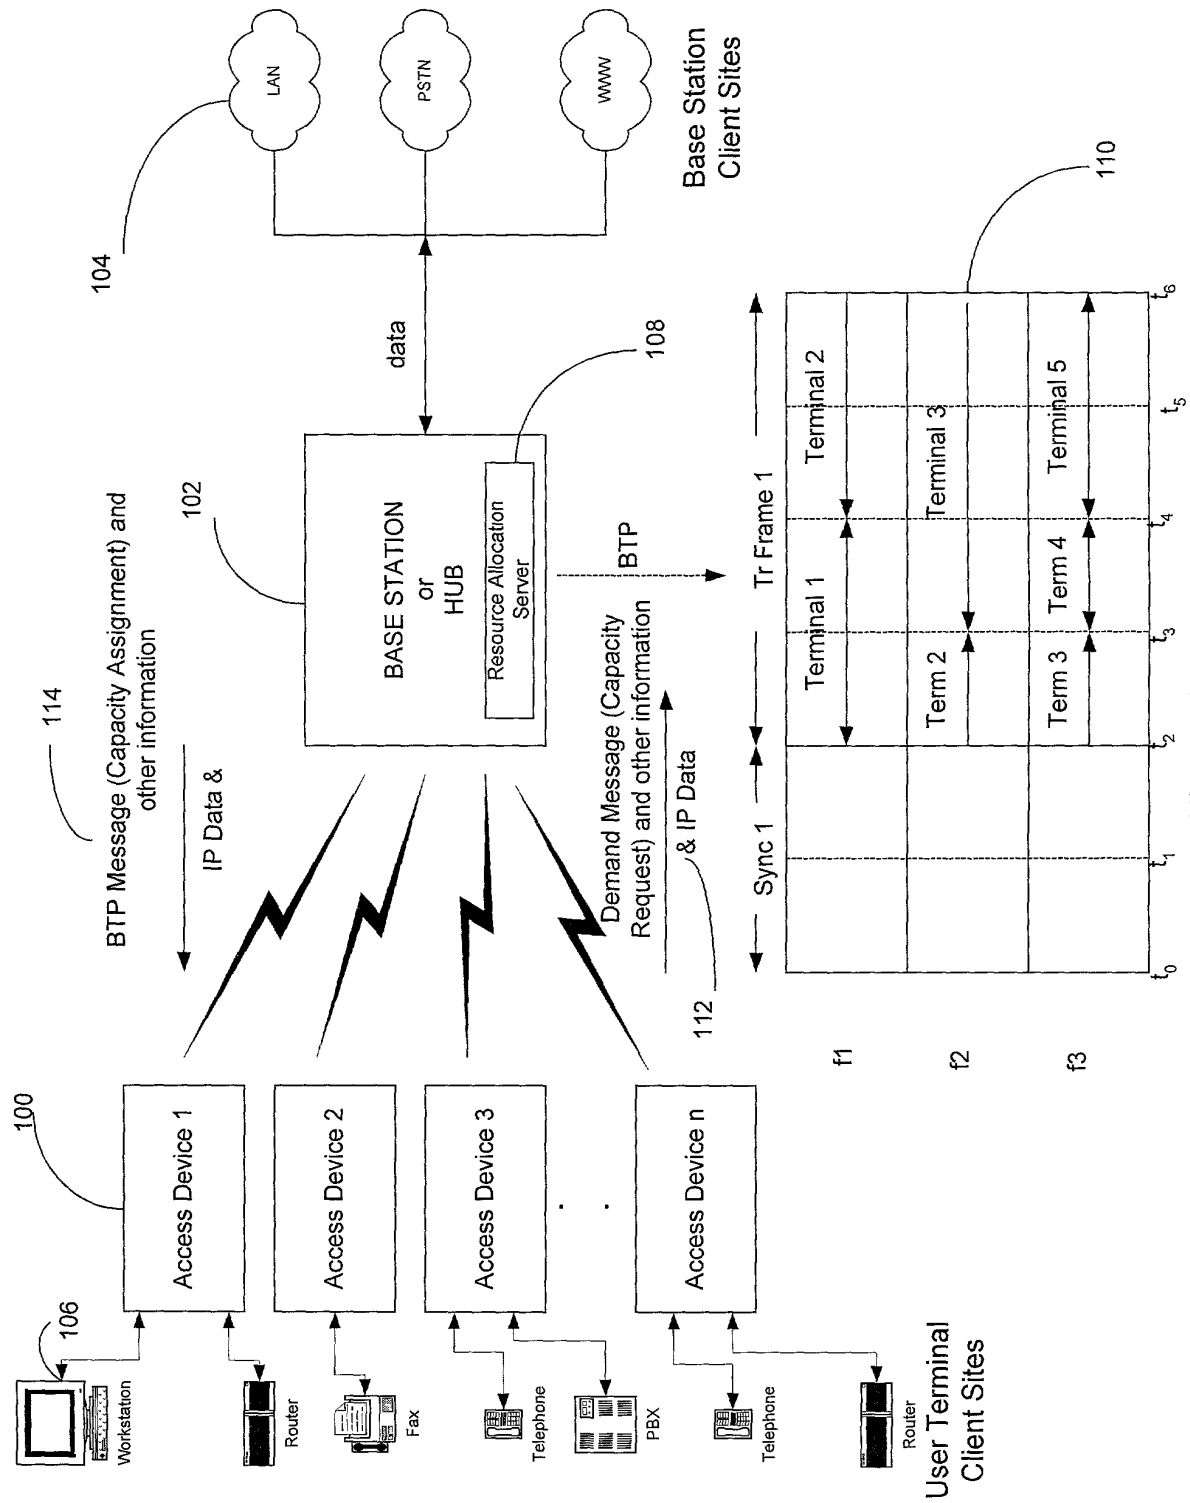 106
Workstation
Router
Fax
Telephone
PBX
Telephone
Router
User Terminal
Client Sites
100
Access Device 1
Access Device 2
Access Device 3
Access Device n
114
BTP Message (Capacity Assignment) and
other information
IP Data &
Demand Message (Capacity
Request) and other information
& IP Data
112
102
BASE STATION
or
HUB
Resource Allocation
Server
108
data
104
LAN
PSTN
WWW
Base Station
Client Sites
BTP
Sync 1
Tr Frame 1
110
f1
Terminal 1
Terminal 2
f2
Term 2
Terminal 3
f3
Term 3
Term 4
Terminal 5
t0
t1
t2
t3
t4
t5
t6